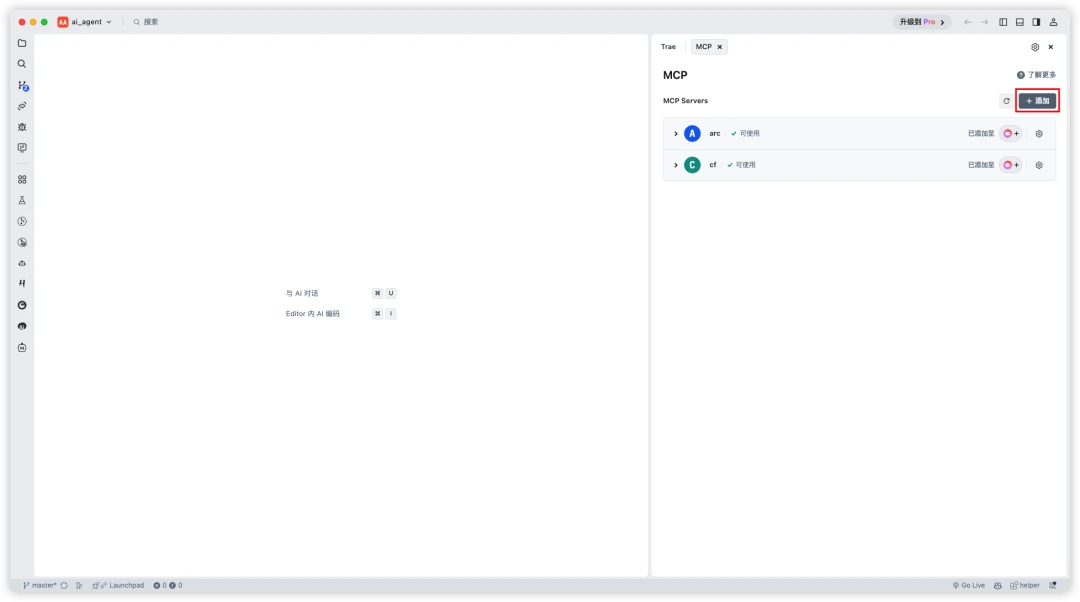 AA ai_agent 搜索 升级到 Pro
Trae MCP
MCP 了解更多
MCP Servers + 添加
A arc 可使用 已添加至
C cf 可使用 已添加至
与 AI 对话 ⌘ U
Editor 内 AI 编码 ⌘ I
master* Launchpad 0 0 Go Live helper